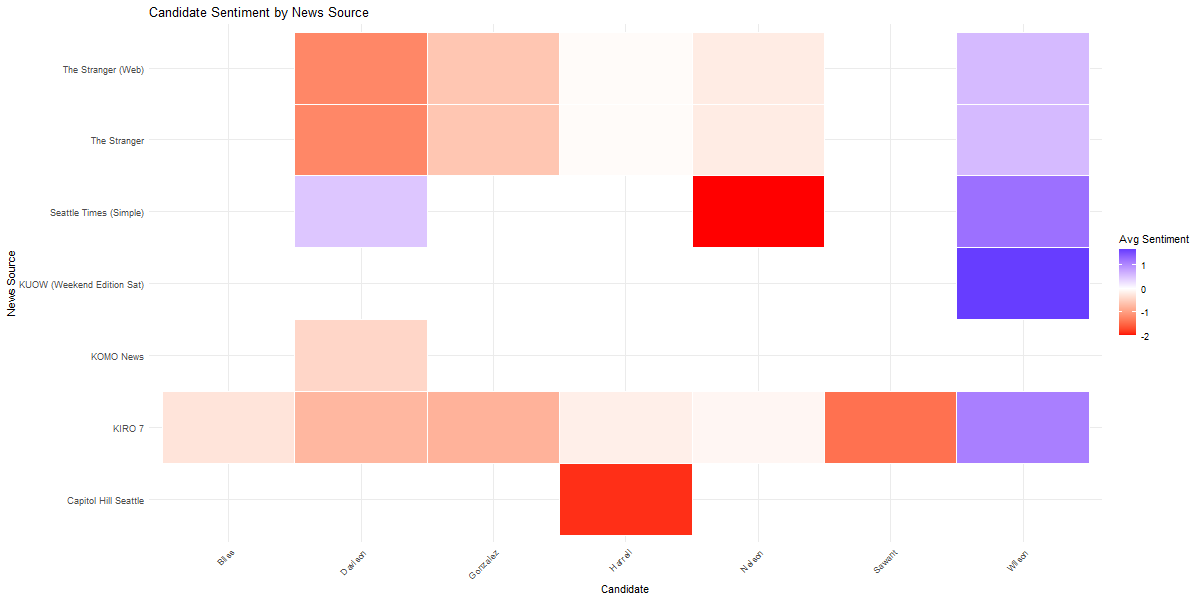 Candidate Sentiment by News Source
The Stranger (Web)
The Stranger
Seattle Times (Simple)
KUOW (Weekend Edition Sat)
KOMO News
KIRO 7
Capitol Hill Seattle
News Source
Davison
Gonzalez
Harrell
Nelson
Sawant
Wilson
Candidate
Avg Sentiment
1
0
-1
-2